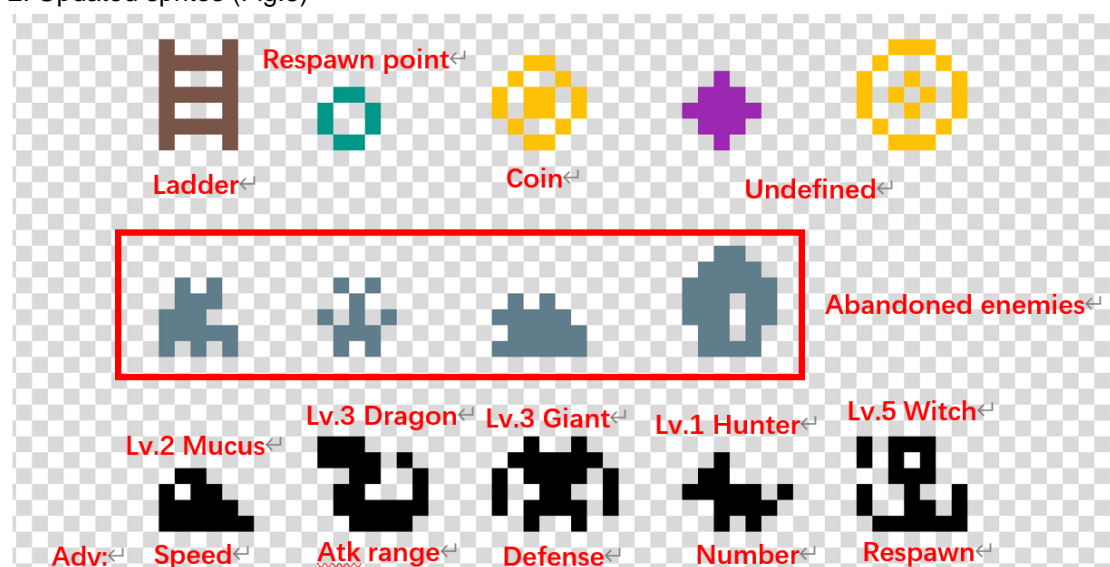 Respawn point
Ladder
Coin
Undefined
Abandoned enemies
Lv.2 Mucus
Lv.3 Dragon
Lv.3 Giant
Lv.1 Hunter
Lv.5 Witch
Adv:
Speed
Atk range
Defense
Number
Respawn